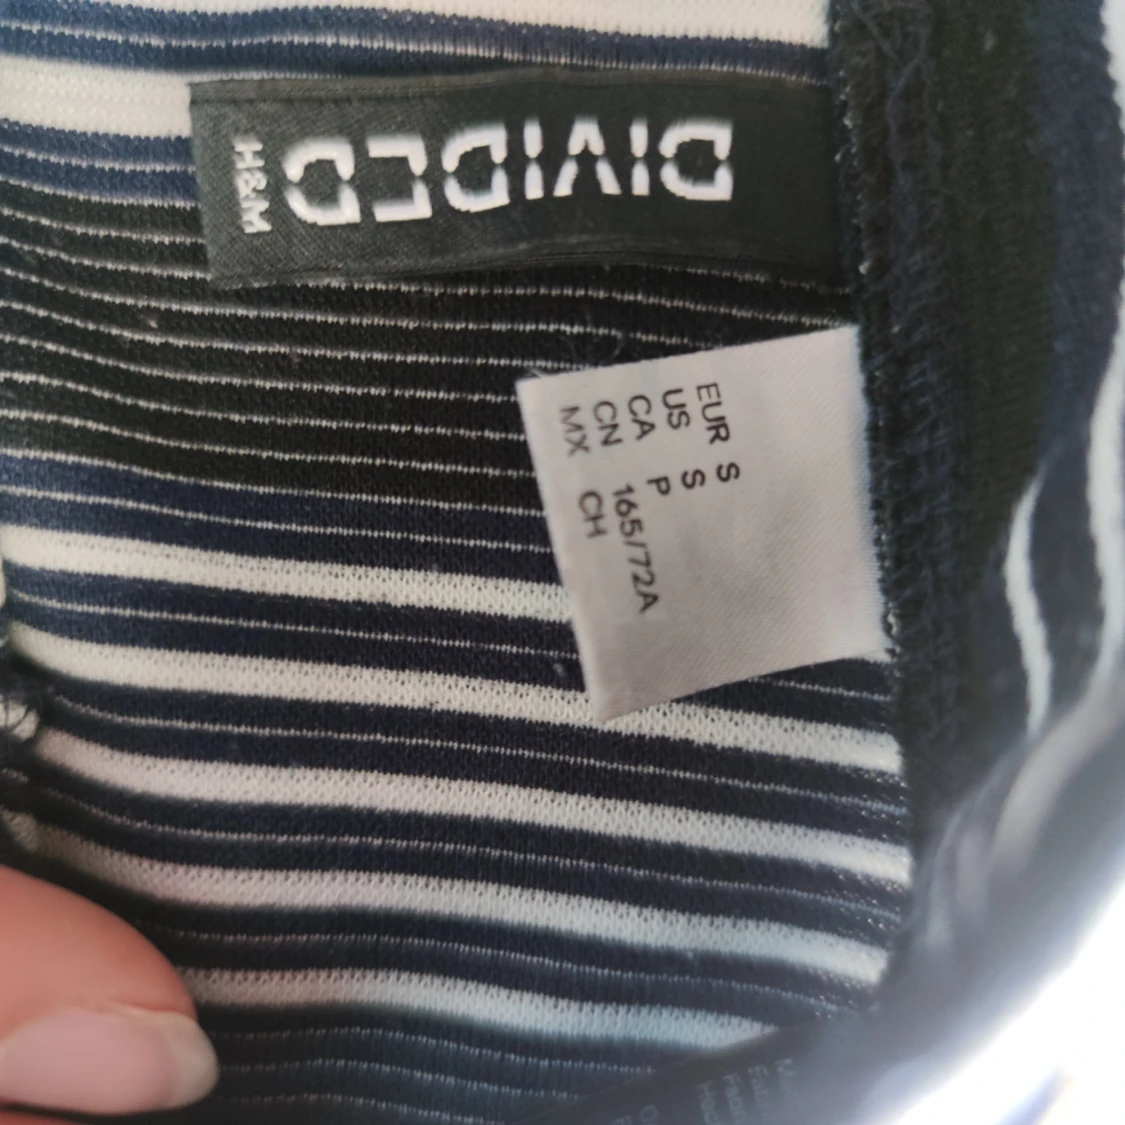 DIVIDED
H&M
EUR S
US S
CA P
CN 165/72A
MX CH